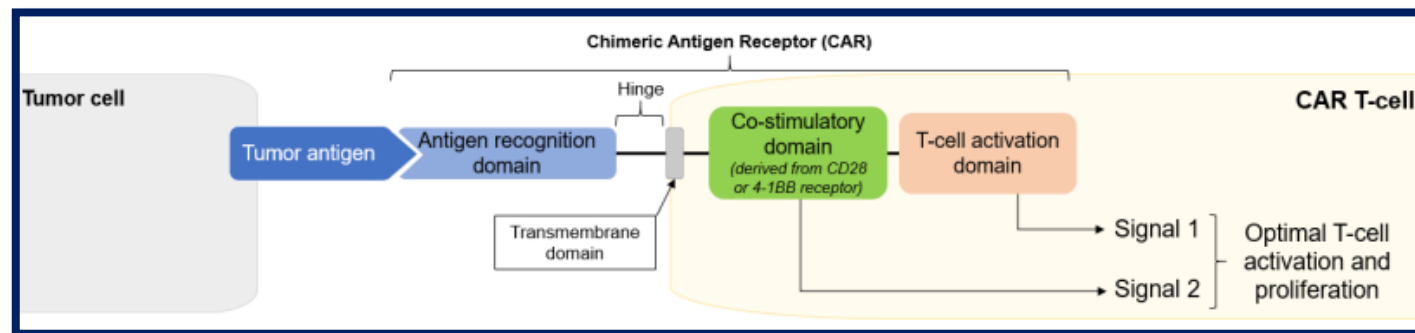 Chimeric Antigen Receptor (CAR)
Tumor cell
Hinge
CAR T-cell
Tumor antigen
Antigen recognition
domain
Co-stimulatory
domain
(derived from CD28
or 4-1BB receptor)
T-cell activation
domain
Transmembrane
domain
Signal 1
Signal 2
Optimal T-cell
activation and
proliferation